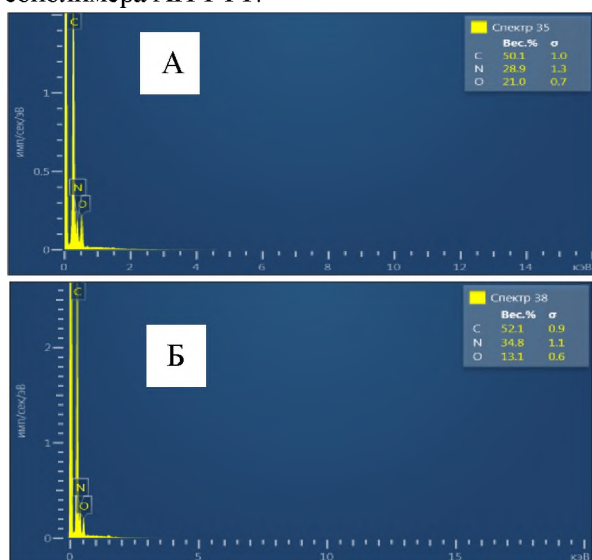 А
Спектр 35
Вес.% σ
C 50.1 1.0
N 28.9 1.3
O 21.0 0.7
C
1
имп/сек/эВ
0.5
N
O
0
0 2 4 6 8 10 12 14 кэВ
Б
Спектр 38
Вес.% σ
C 52.1 0.9
N 34.8 1.1
O 13.1 0.6
C
2
имп/сек/эВ
1
N
O
0
0 5 10 15 кэВ